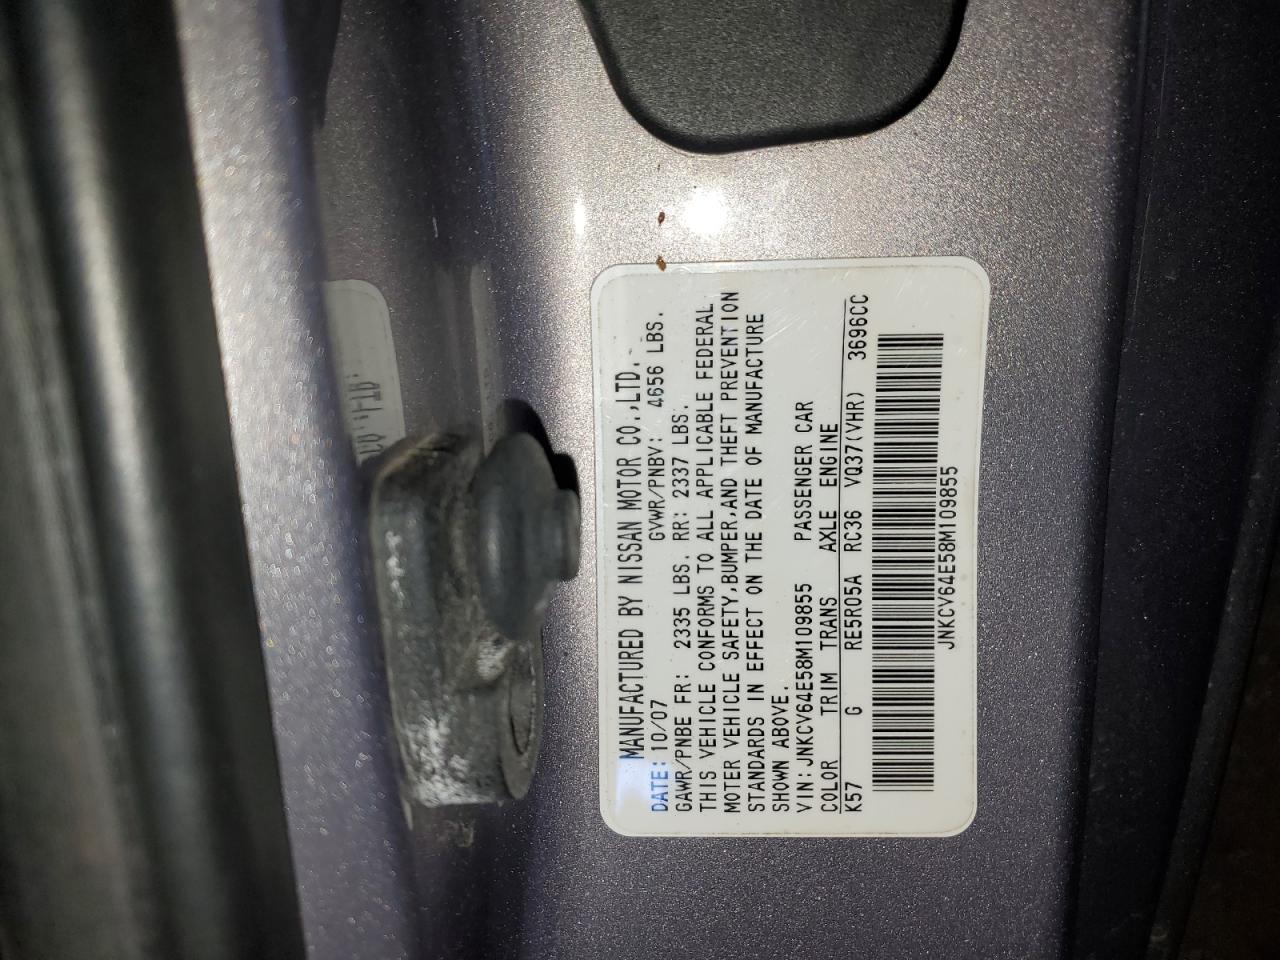 MANUFACTURED BY NISSAN MOTOR CO.,LTD.
DATE: 10/07 GVWR/PNBV: 4656 LBS.
GAWR/PNBE FR: 2335 LBS. RR: 2337 LBS.
THIS VEHICLE CONFORMS TO ALL APPLICABLE FEDERAL
MOTER VEHICLE SAFETY,BUMPER,AND THEFT PREVENTION
STANDARDS IN EFFECT ON THE DATE OF MANUFACTURE
SHOWN ABOVE.
VIN:JNKCV64E58M109855 PASSENGER CAR
COLOR TRIM TRANS AXLE ENGINE
K57 G RE5R05A RC36 VQ37(VHR) 3696CC
JNKCV64E58M109855